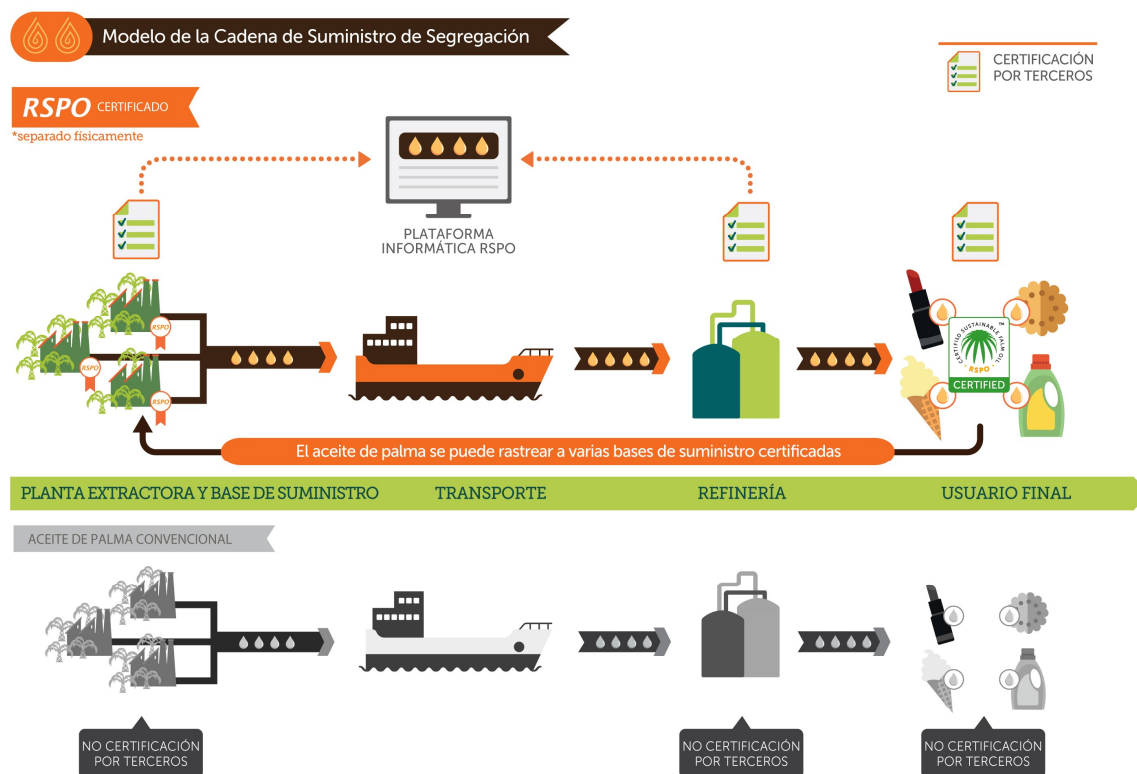 Modelo de la Cadena de Suministro de Segregación
CERTIFICACIÓN
POR TERCEROS
RSPO CERTIFICADO
*separado físicamente
PLATAFORMA
INFORMÁTICA RSPO
RSPO
RSPO
RSPO
CERTIFIED SUSTAINABLE PALM OIL ™
RSPO
CERTIFIED
El aceite de palma se puede rastrear a varias bases de suministro certificadas
PLANTA EXTRACTORA Y BASE DE SUMINISTRO TRANSPORTE REFINERÍA USUARIO FINAL
ACEITE DE PALMA CONVENCIONAL
NO CERTIFICACIÓN
POR TERCEROS
NO CERTIFICACIÓN
POR TERCEROS
NO CERTIFICACIÓN
POR TERCEROS